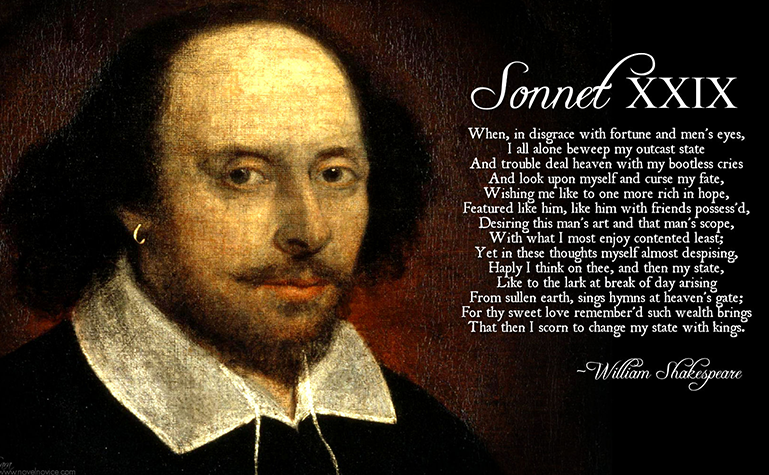 Sonnet XXIX
When, in disgrace with fortune and men's eyes,
I all alone beweep my outcast state
And trouble deal heaven with my bootless cries
And look upon myself and curse my fate,
Wishing me like to one more rich in hope,
Featured like him, like him with friends possess'd,
Desiring this man's art and that man's scope,
With what I most enjoy contented least;
Yet in these thoughts myself almost despising,
Haply I think on thee, and then my state,
Like to the lark at break of day arising
From sullen earth, sings hymns at heaven's gate;
For thy sweet love remember'd such wealth brings
That then I scorn to change my state with kings.
~William Shakespeare
www.novelnovice.com